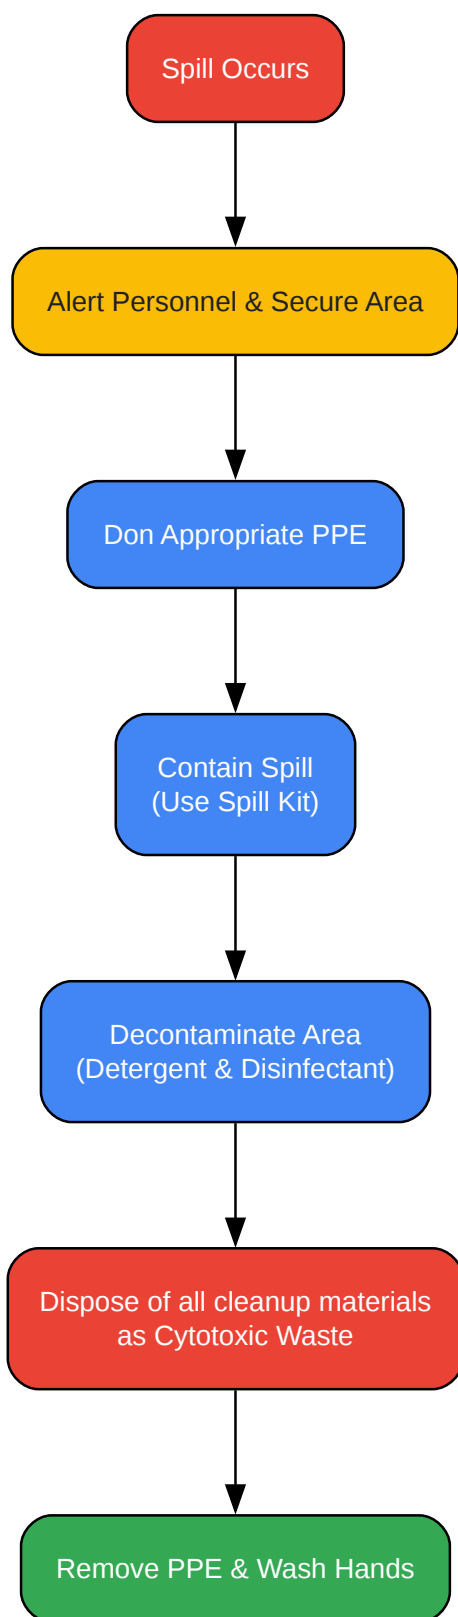 Spill Occurs
Alert Personnel & Secure Area
Don Appropriate PPE
Contain Spill
(Use Spill Kit)
Decontaminate Area
(Detergent & Disinfectant)
Dispose of all cleanup materials
as Cytotoxic Waste
Remove PPE & Wash Hands